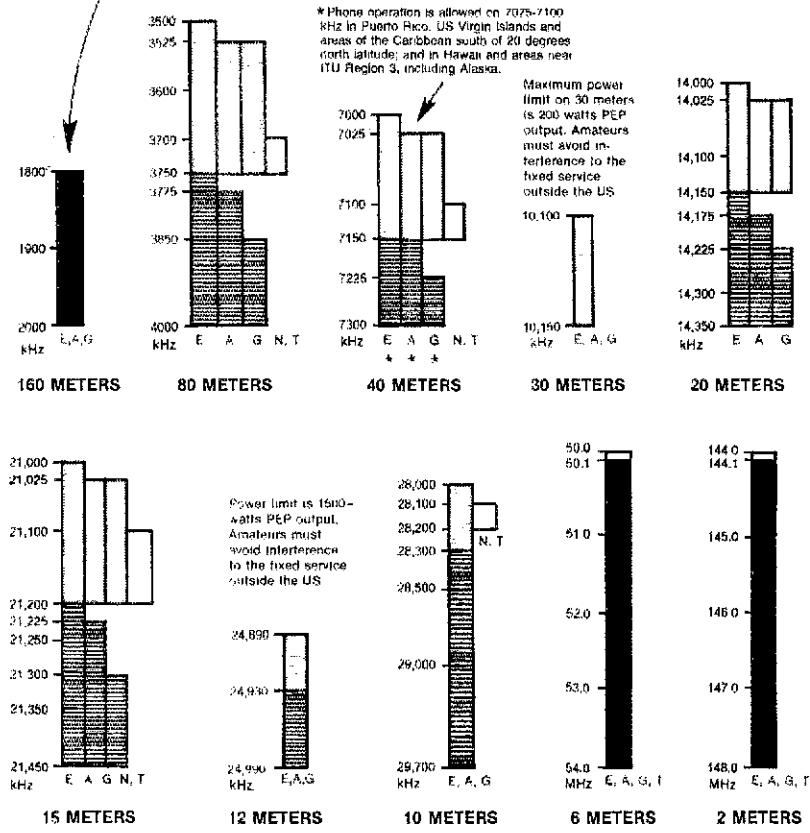 * Phone operation is allowed on 7075-7100
kHz in Puerto Rico, US Virgin Islands and
areas of the Caribbean south of 20 degrees
north latitude; and in Hawaii and areas near
ITU Region 3, including Alaska.
1800
1900
2000
kHz
E,A,G
160 METERS
3500
3525
3600
3700
3750
3775
3850
4000
kHz
E A G N, T
80 METERS
7000
7025
7100
7150
7225
7300
kHz
E A G N, T
* * *
40 METERS
Maximum power
limit on 30 meters
is 200 watts PEP
output. Amateurs
must avoid in-
terference to the
fixed service
outside the US
10,100
10,150
kHz
E, A, G
30 METERS
14,000
14,025
14,100
14,150
14,175
14,225
14,300
14,350
kHz
E A G
20 METERS
21,000
21,025
21,100
21,200
21,225
21,250
21,300
21,350
21,450
kHz
E A G N, T
15 METERS
Power limit is 1500-
watts PEP output.
Amateurs must
avoid interference
to the fixed service
outside the US
24,890
24,930
24,990
kHz
E,A,G
12 METERS
28,000
28,100
28,200
28,300
28,500
29,000
29,700
kHz
N, T
E, A, G
10 METERS
50.0
50.1
51.0
52.0
53.0
54.0
MHz
E, A, G, T
6 METERS
144.0
144.1
145.0
146.0
147.0
148.0
MHz
E, A, G, T
2 METERS